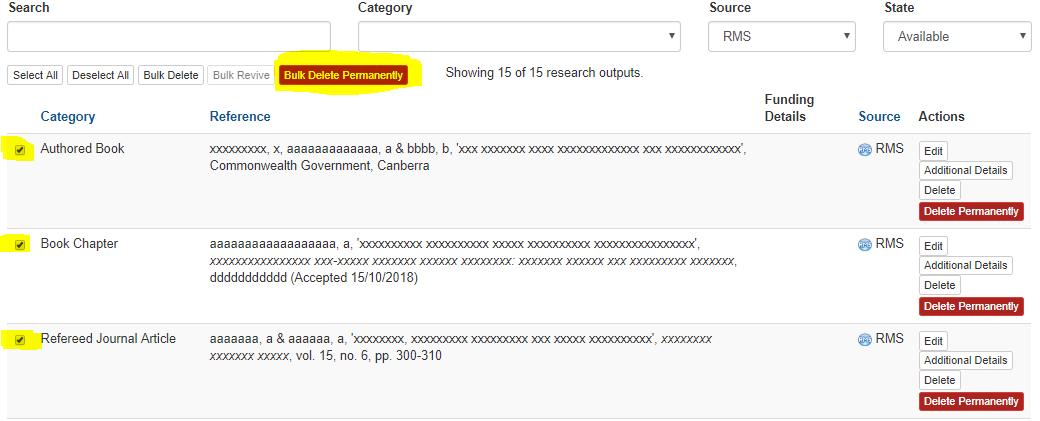 Search
Category
Source
State
RMS
Available
Select All
Deselect All
Bulk Delete
Bulk Revive
Bulk Delete Permanently
Showing 15 of 15 research outputs.
Category
Reference
Funding
Details
Source
Actions
Authored Book
xxxxxxxxx, x, aaaaaaaaaaaaa, a & bbbb, b, 'xxx xxxxxxx xxxx xxxxxxxxxxxxx xxx xxxxxxxxxxxx',
Commonwealth Government, Canberra
RMS
Edit
Additional Details
Delete
Delete Permanently
Book Chapter
aaaaaaaaaaaaaaaaaa, a, 'xxxxxxxxxx xxxxxxxxxx xxxxx xxxxxxxxxx xxxxxxxxxxxxxxxx',
xxxxxxxxxxxxxxxx xxx-xxxxx xxxxxxx xxxxxx xxxxxxxx: xxxxxxx xxxxxx xxx xxxxxxxxx xxxxxxx,
ddddddddddd (Accepted 15/10/2018)
RMS
Edit
Additional Details
Delete
Delete Permanently
Refereed Journal Article
aaaaaaa, a & aaaaaa, a, 'xxxxxxxx, xxxxxxxxx xxxxxxxxx xxx xxxxx xxxxxxxxxx', xxxxxxxx
xxxxxxx xxxxx, vol. 15, no. 6, pp. 300-310
RMS
Edit
Additional Details
Delete
Delete Permanently